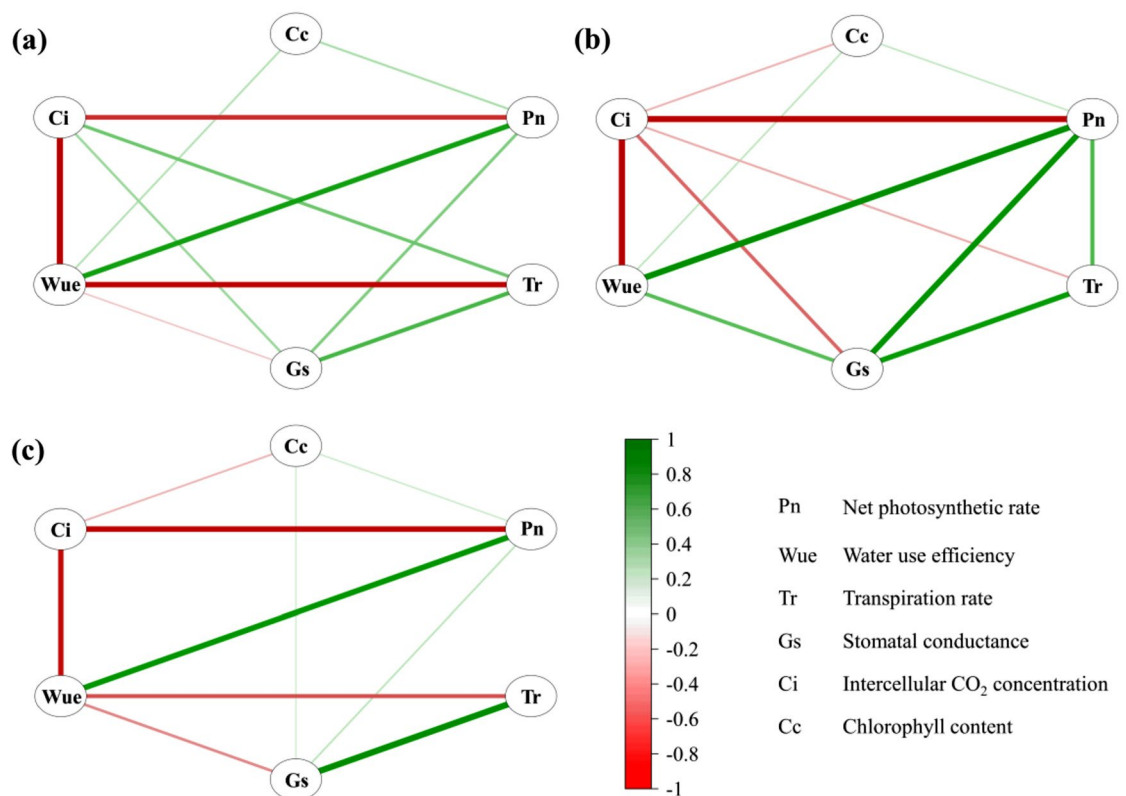 (a)
Cc
Ci
Pn
Wue
Tr
Gs
(b)
Cc
Ci
Pn
Wue
Tr
Gs
(c)
Cc
Ci
Pn
Wue
Tr
Gs
1
0.8
0.6
0.4
0.2
0
-0.2
-0.4
-0.6
-0.8
-1
Pn Net photosynthetic rate
Wue Water use efficiency
Tr Transpiration rate
Gs Stomatal conductance
Ci Intercellular CO₂ concentration
Cc Chlorophyll content